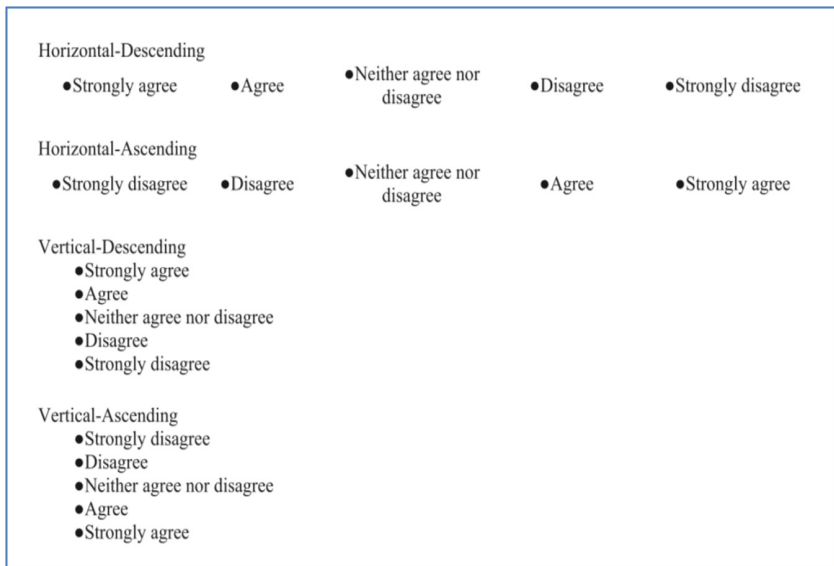 Horizontal-Descending
●Strongly agree ●Agree ●Neither agree nor disagree ●Disagree ●Strongly disagree
Horizontal-Ascending
●Strongly disagree ●Disagree ●Neither agree nor disagree ●Agree ●Strongly agree
Vertical-Descending
●Strongly agree
●Agree
●Neither agree nor disagree
●Disagree
●Strongly disagree
Vertical-Ascending
●Strongly disagree
●Disagree
●Neither agree nor disagree
●Agree
●Strongly agree